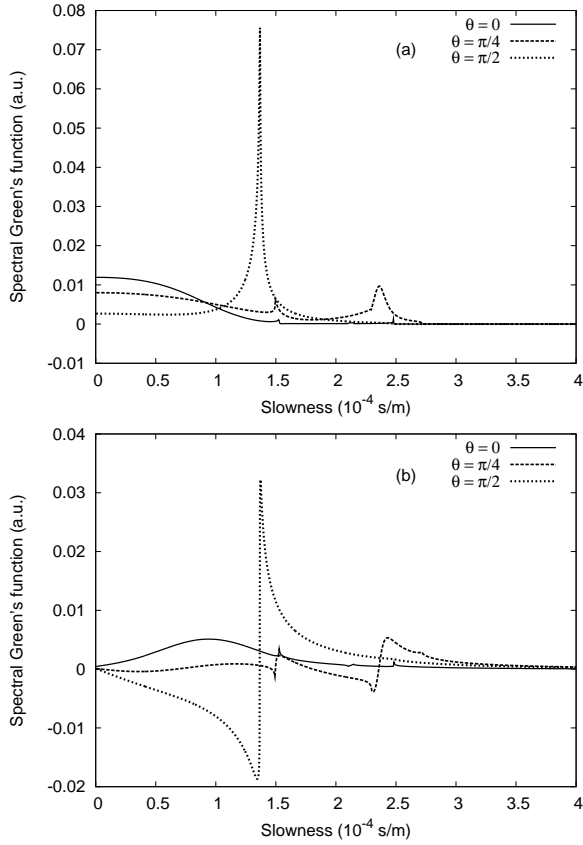 0.08
0.07
0.06
0.05
0.04
0.03
0.02
0.01
0
-0.01
Spectral Green's function (a.u.)
(a)
θ = 0
θ = π/4
θ = π/2
0 0.5 1 1.5 2 2.5 3 3.5 4
Slowness (10⁻⁴ s/m)
0.04
0.03
0.02
0.01
0
-0.01
-0.02
Spectral Green's function (a.u.)
(b)
θ = 0
θ = π/4
θ = π/2
0 0.5 1 1.5 2 2.5 3 3.5 4
Slowness (10⁻⁴ s/m)